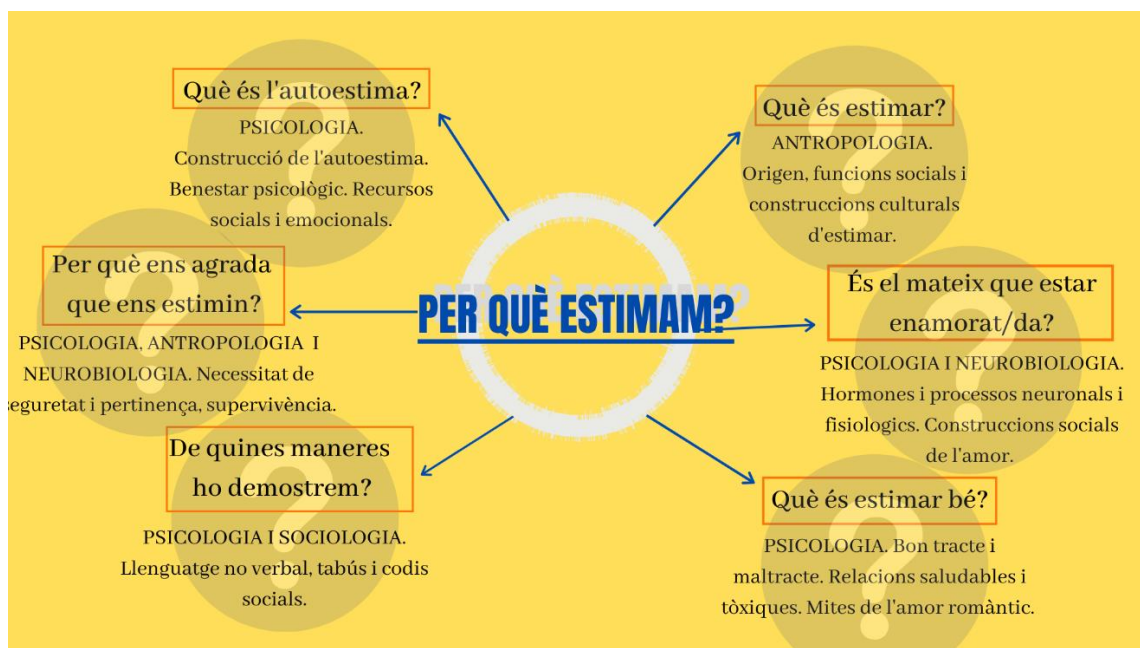 Què és l'autoestima?
PSICOLOGIA.
Construcció de l'autoestima.
Benestar psicològic. Recursos
socials i emocionals.
Què és estimar?
ANTROPOLOGIA.
Origen, funcions socials i
construccions culturals
d'estimar.
Per què ens agrada
que ens estimin?
PSICOLOGIA, ANTROPOLOGIA I
NEUROBIOLOGIA. Necessitat de
seguretat i pertinença, supervivència.
PER QUÈ ESTIMAM?
És el mateix que estar
enamorat/da?
PSICOLOGIA I NEUROBIOLOGIA.
Hormones i processos neuronals i
fisiologics. Construccions socials
de l'amor.
De quines maneres
ho demostrem?
PSICOLOGIA I SOCIOLOGIA.
Llenguatge no verbal, tabús i codis
socials.
Què és estimar bé?
PSICOLOGIA. Bon tracte i
maltracte. Relacions saludables i
tòxiques. Mites de l'amor romàntic.